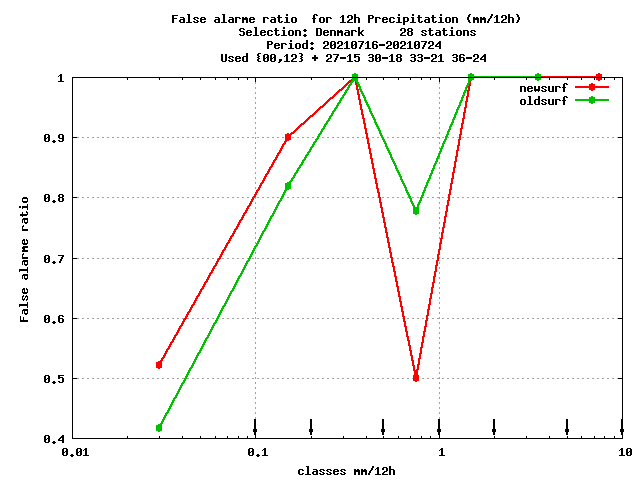 False alarme ratio  for 12h Precipitation (mm/12h)
Selection: Denmark     28 stations
Period: 20210716-20210724
Used {00,12} + 27-15 30-18 33-21 36-24
newsurf
oldsurf
1
0.9
0.8
0.7
0.6
0.5
0.4
False alarme ratio
0.01
0.1
1
10
classes mm/12h